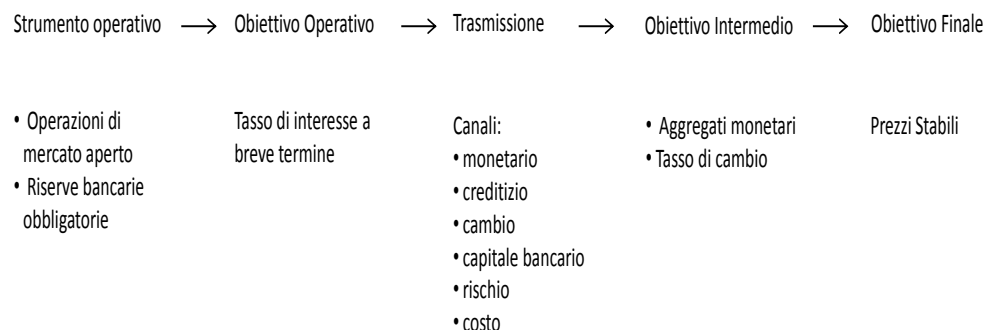 Strumento operativo → Obiettivo Operativo → Trasmissione → Obiettivo Intermedio → Obiettivo Finale
• Operazioni di
mercato aperto
• Riserve bancarie
obbligatorie
Tasso di interesse a
breve termine
Canali:
• monetario
• creditizio
• cambio
• capitale bancario
• rischio
• costo
• Aggregati monetari
• Tasso di cambio
Prezzi Stabili